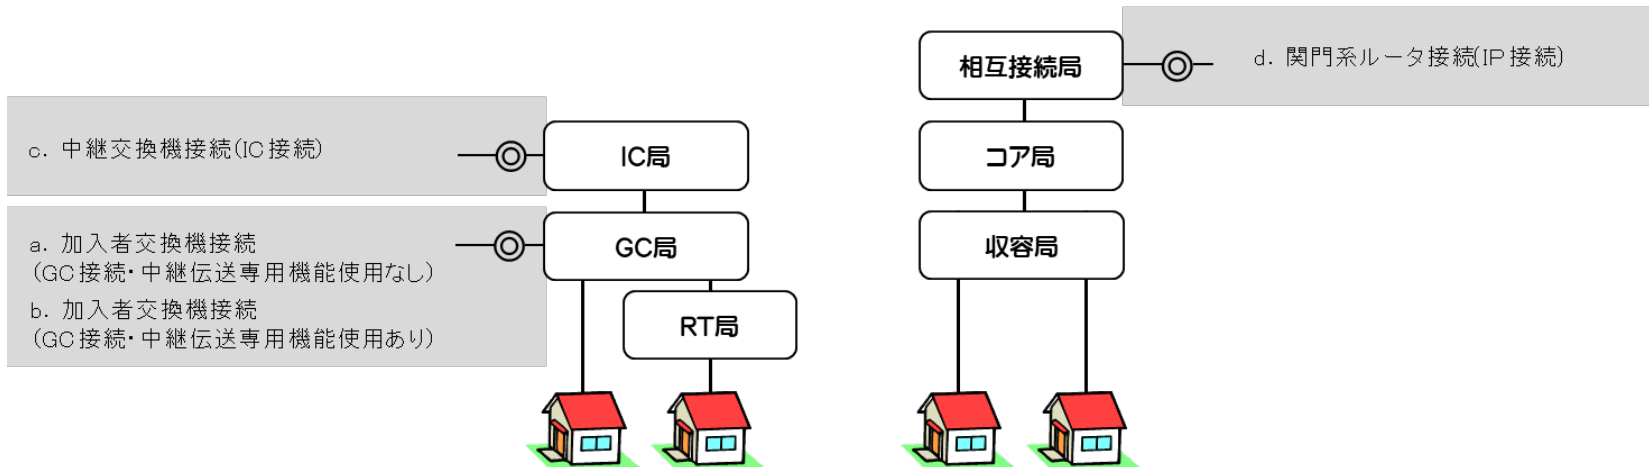 相互接続局
d. 関門系ルータ接続(IP接続)
c. 中継交換機接続(IC接続)
IC局
コア局
a. 加入者交換機接続
(GC接続・中継伝送専用機能使用なし)
GC局
収容局
b. 加入者交換機接続
(GC接続・中継伝送専用機能使用あり)
RT局